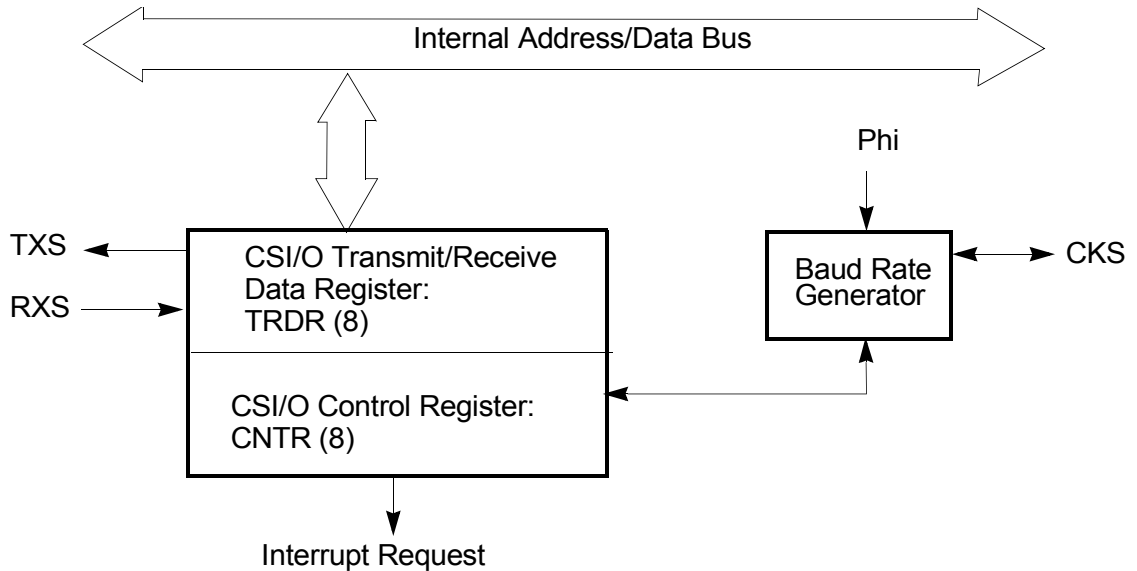 Internal Address/Data Bus
Phi
TXS
CSI/O Transmit/Receive
Data Register:
TRDR (8)
RXS
Baud Rate
Generator
CKS
CSI/O Control Register:
CNTR (8)
Interrupt Request